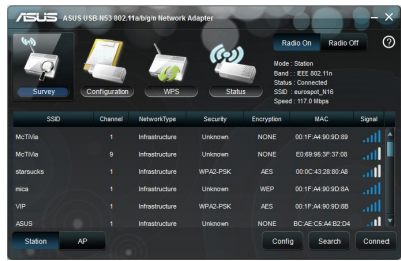 ASUS ASUS USB-N53 802.11a/b/g/n Network Adapter
Radio On Radio Off
Mode : Station
Band : : IEEE 802.11n
Status : Connected
SSID : eurospot_N16
Speed : 117.0 Mbps
Survey Configuration WPS Status
SSID Channel NetworkType Security Encryption MAC Signal
McTiVia 1 Infrastructure Unknown NONE 00:1F:A4:90:9D:89
McTiVia 9 Infrastructure Unknown NONE E0:69:96:3F:37:08
starsucks 1 Infrastructure WPA2-PSK AES 00:0C:43:28:80:A8
mica 1 Infrastructure Unknown WEP 00:1F:A4:90:9D:8A
VIP 1 Infrastructure WPA2-PSK AES 00:1F:A4:90:9D:8B
ASUS 1 Infrastructure Unknown NONE BC:AE:C5:A4:B2:D4
Station AP Config Search Connect